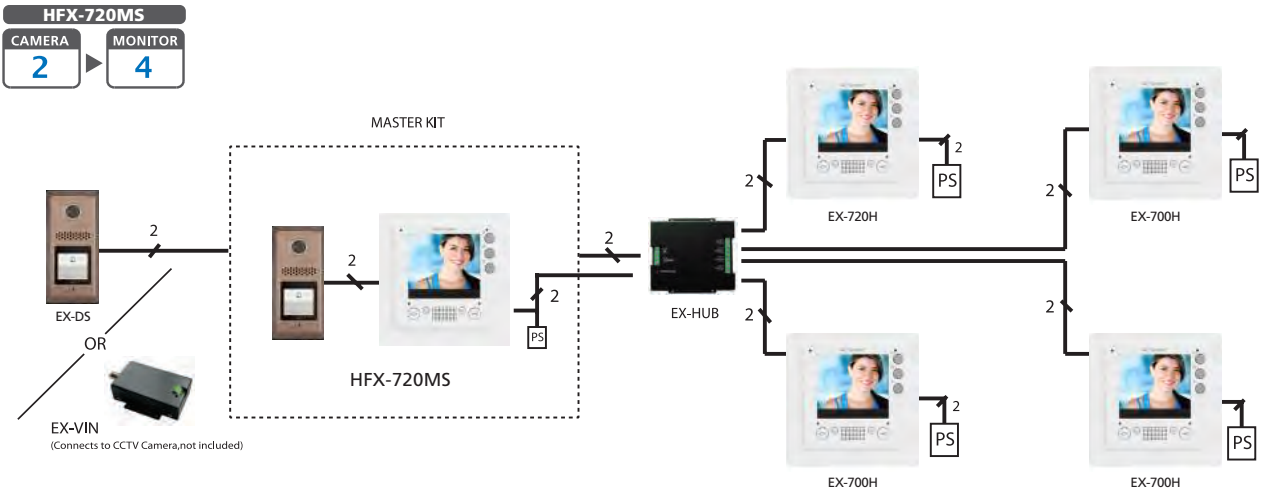 HFX-720MS
CAMERA
2
MONITOR
4
MASTER KIT
EX-DS
2
OR
EX-VIN
(Connects to CCTV Camera,not included)
2
PS
2
HFX-720MS
2
EX-HUB
2
EX-720H
2
PS
2
EX-700H
PS
2
EX-700H
2
PS
2
EX-700H
PS